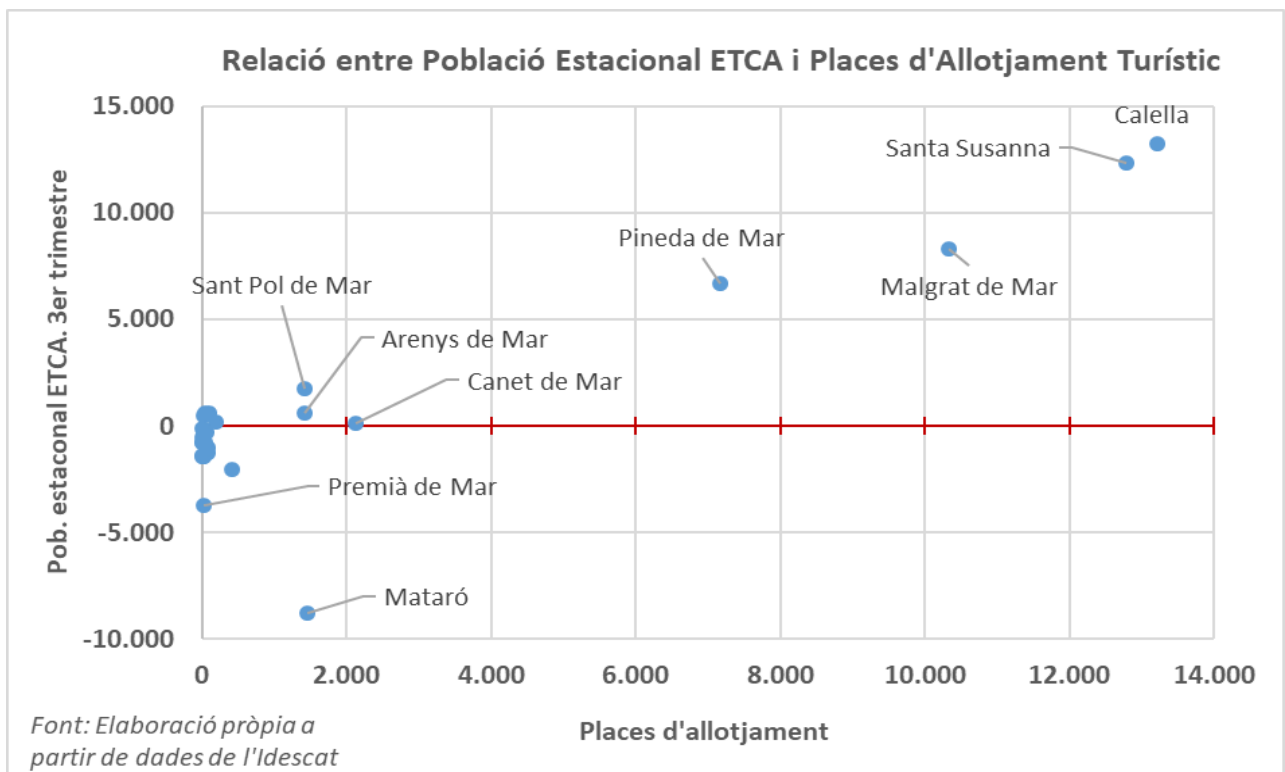 Relació entre Població Estacional ETCA i Places d'Allotjament Turístic
Pob. estaconal ETCA. 3er trimestre
15.000
10.000
5.000
0
-5.000
-10.000
Calella
Santa Susanna
Pineda de Mar
Malgrat de Mar
Sant Pol de Mar
Arenys de Mar
Canet de Mar
Premià de Mar
Mataró
0 2.000 4.000 6.000 8.000 10.000 12.000 14.000
Places d'allotjament
Font: Elaboració pròpia a
partir de dades de l'Idescat